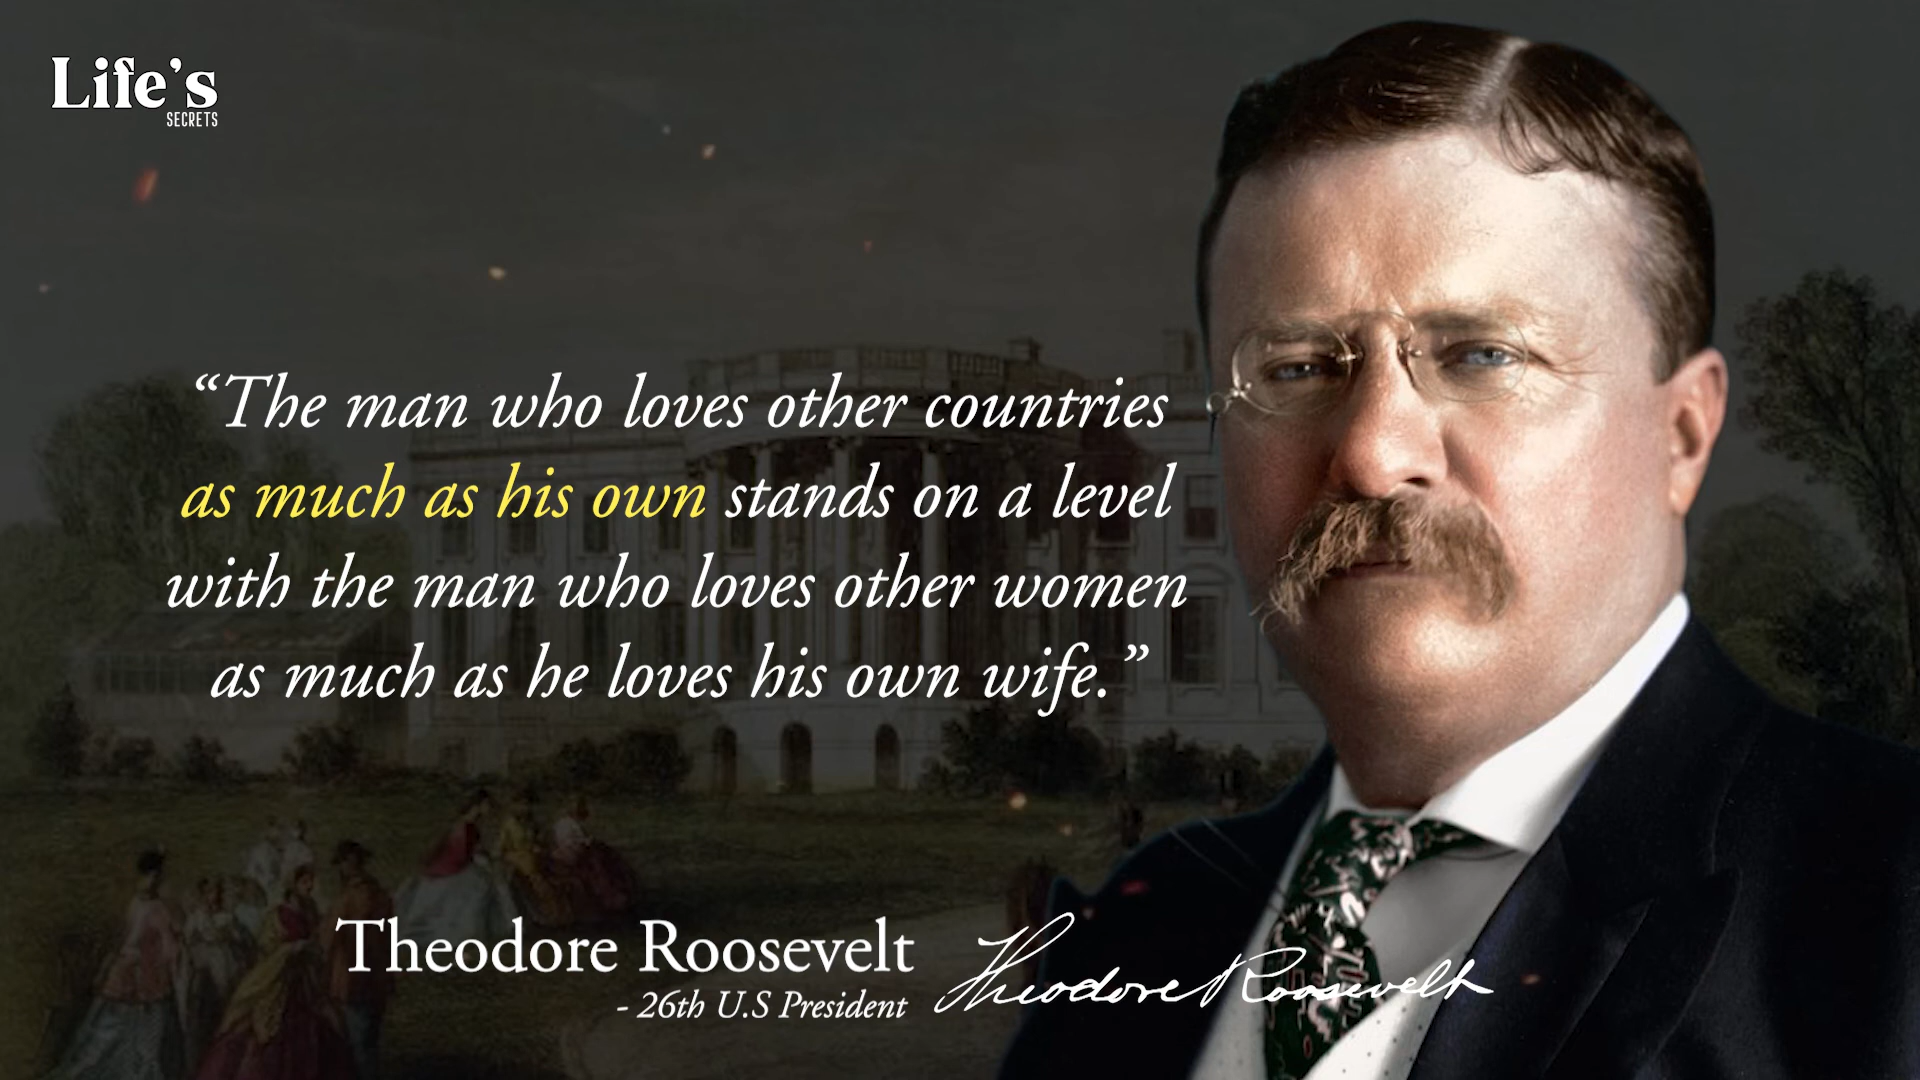 Life's
SECRETS
“The man who loves other countries
as much as his own stands on a level
with the man who loves other women
as much as he loves his own wife.”
Theodore Roosevelt
- 26th U.S President
Theodore Roosevelt